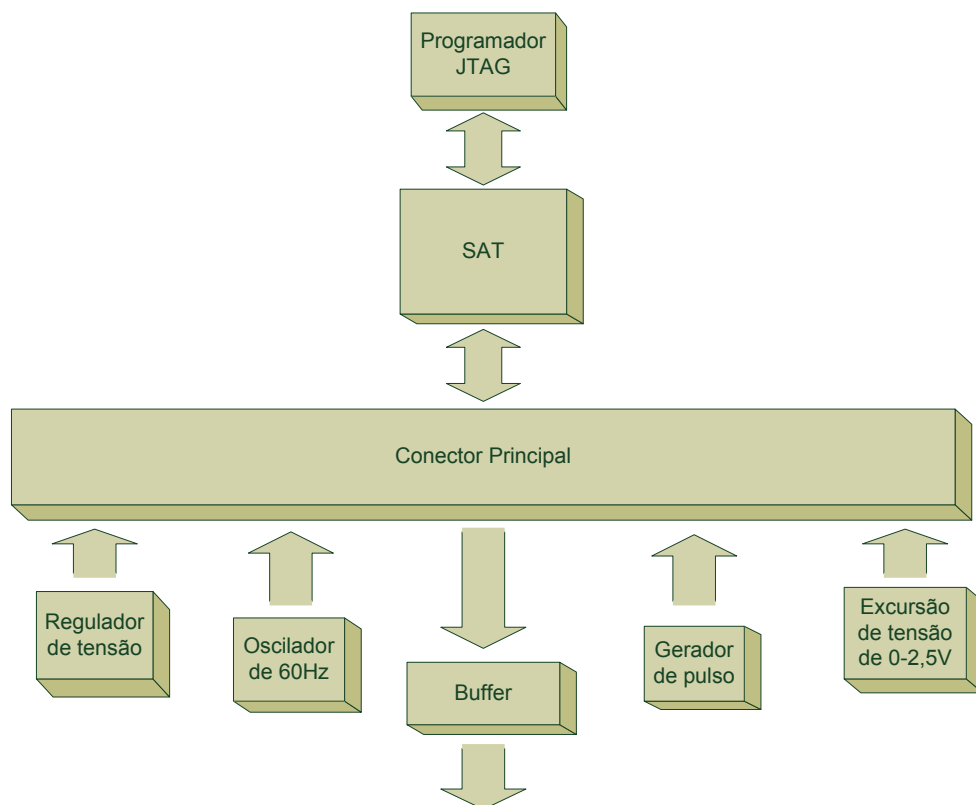 Programador
JTAG
SAT
Conector Principal
Regulador
de tensão
Oscilador
de 60Hz
Buffer
Gerador
de pulso
Excursão
de tensão
de 0-2,5V